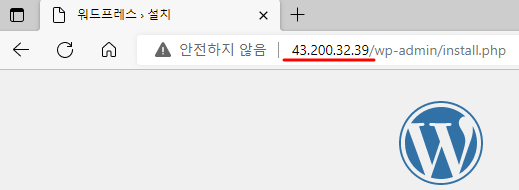 워드프레스 › 설치
안전하지 않음 | 43.200.32.39/wp-admin/install.php
W